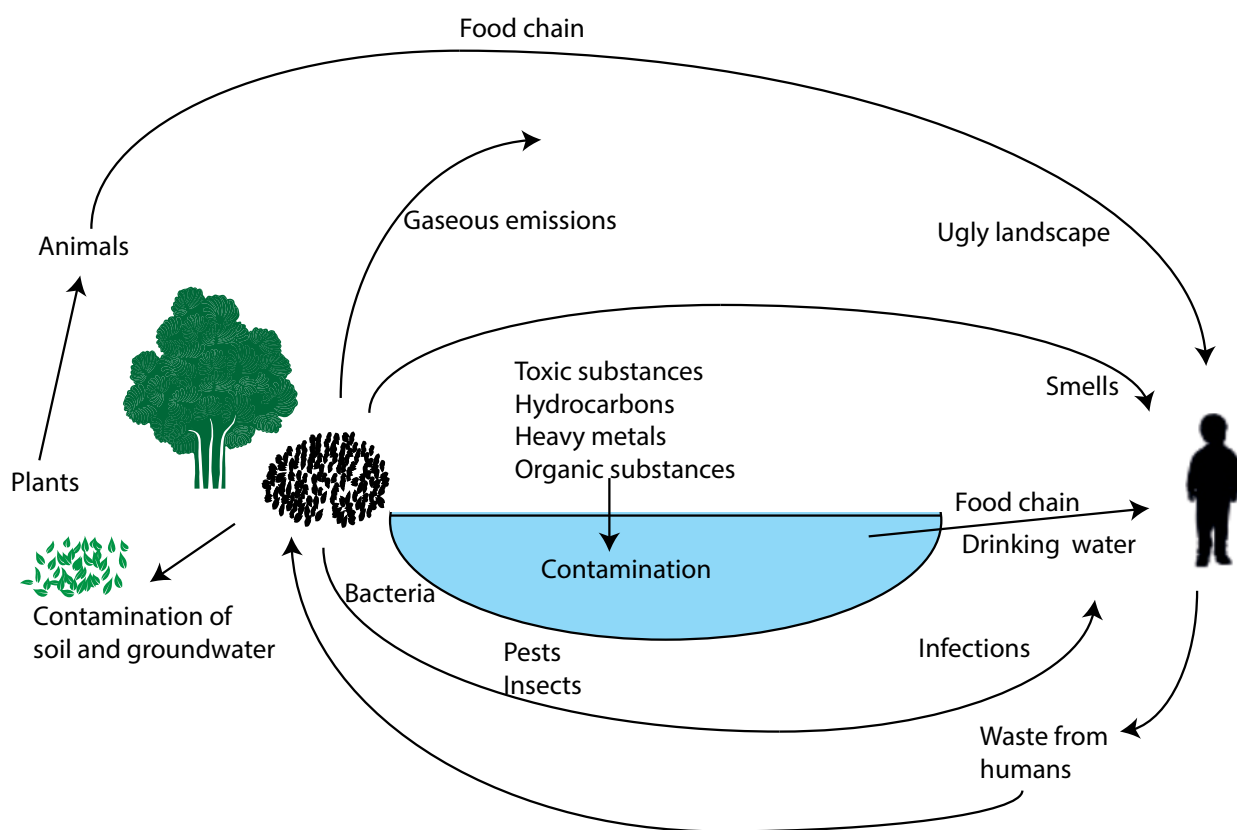 Food chain
Gaseous emissions
Ugly landscape
Animals
Toxic substances
Hydrocarbons
Heavy metals
Organic substances
Smells
Plants
Food chain
Drinking water
Contamination
Bacteria
Contamination of
soil and groundwater
Pests
Insects
Infections
Waste from
humans